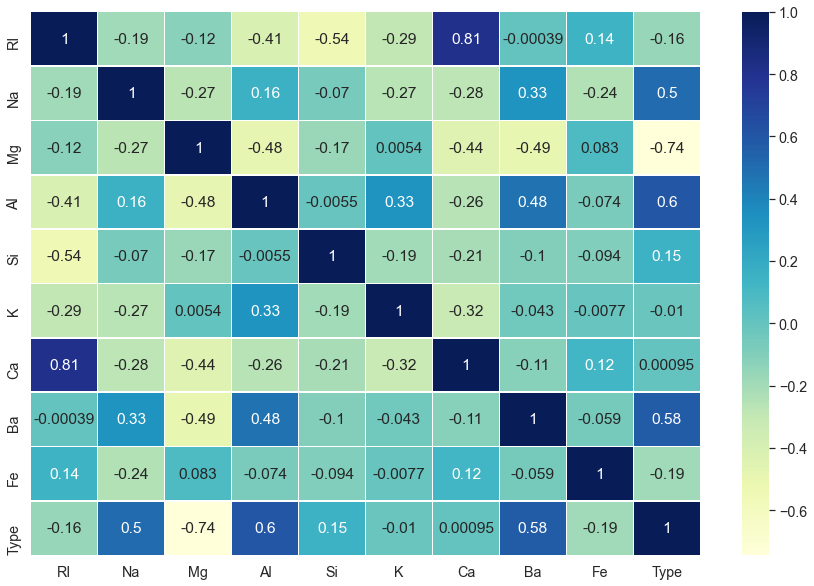 RI 1 -0.19 -0.12 -0.41 -0.54 -0.29 0.81 -0.00039 0.14 -0.16
Na -0.19 1 -0.27 0.16 -0.07 -0.27 -0.28 0.33 -0.24 0.5
Mg -0.12 -0.27 1 -0.48 -0.17 0.0054 -0.44 -0.49 0.083 -0.74
Al -0.41 0.16 -0.48 1 -0.0055 0.33 -0.26 0.48 -0.074 0.6
Si -0.54 -0.07 -0.17 -0.0055 1 -0.19 -0.21 -0.1 -0.094 0.15
K -0.29 -0.27 0.0054 0.33 -0.19 1 -0.32 -0.043 -0.0077 -0.01
Ca 0.81 -0.28 -0.44 -0.26 -0.21 -0.32 1 -0.11 0.12 0.00095
Ba -0.00039 0.33 -0.49 0.48 -0.1 -0.043 -0.11 1 -0.059 0.58
Fe 0.14 -0.24 0.083 -0.074 -0.094 -0.0077 0.12 -0.059 1 -0.19
Type -0.16 0.5 -0.74 0.6 0.15 -0.01 0.00095 0.58 -0.19 1
RI Na Mg Al Si K Ca Ba Fe Type
1.0
0.8
0.6
0.4
0.2
0.0
−0.2
−0.4
−0.6